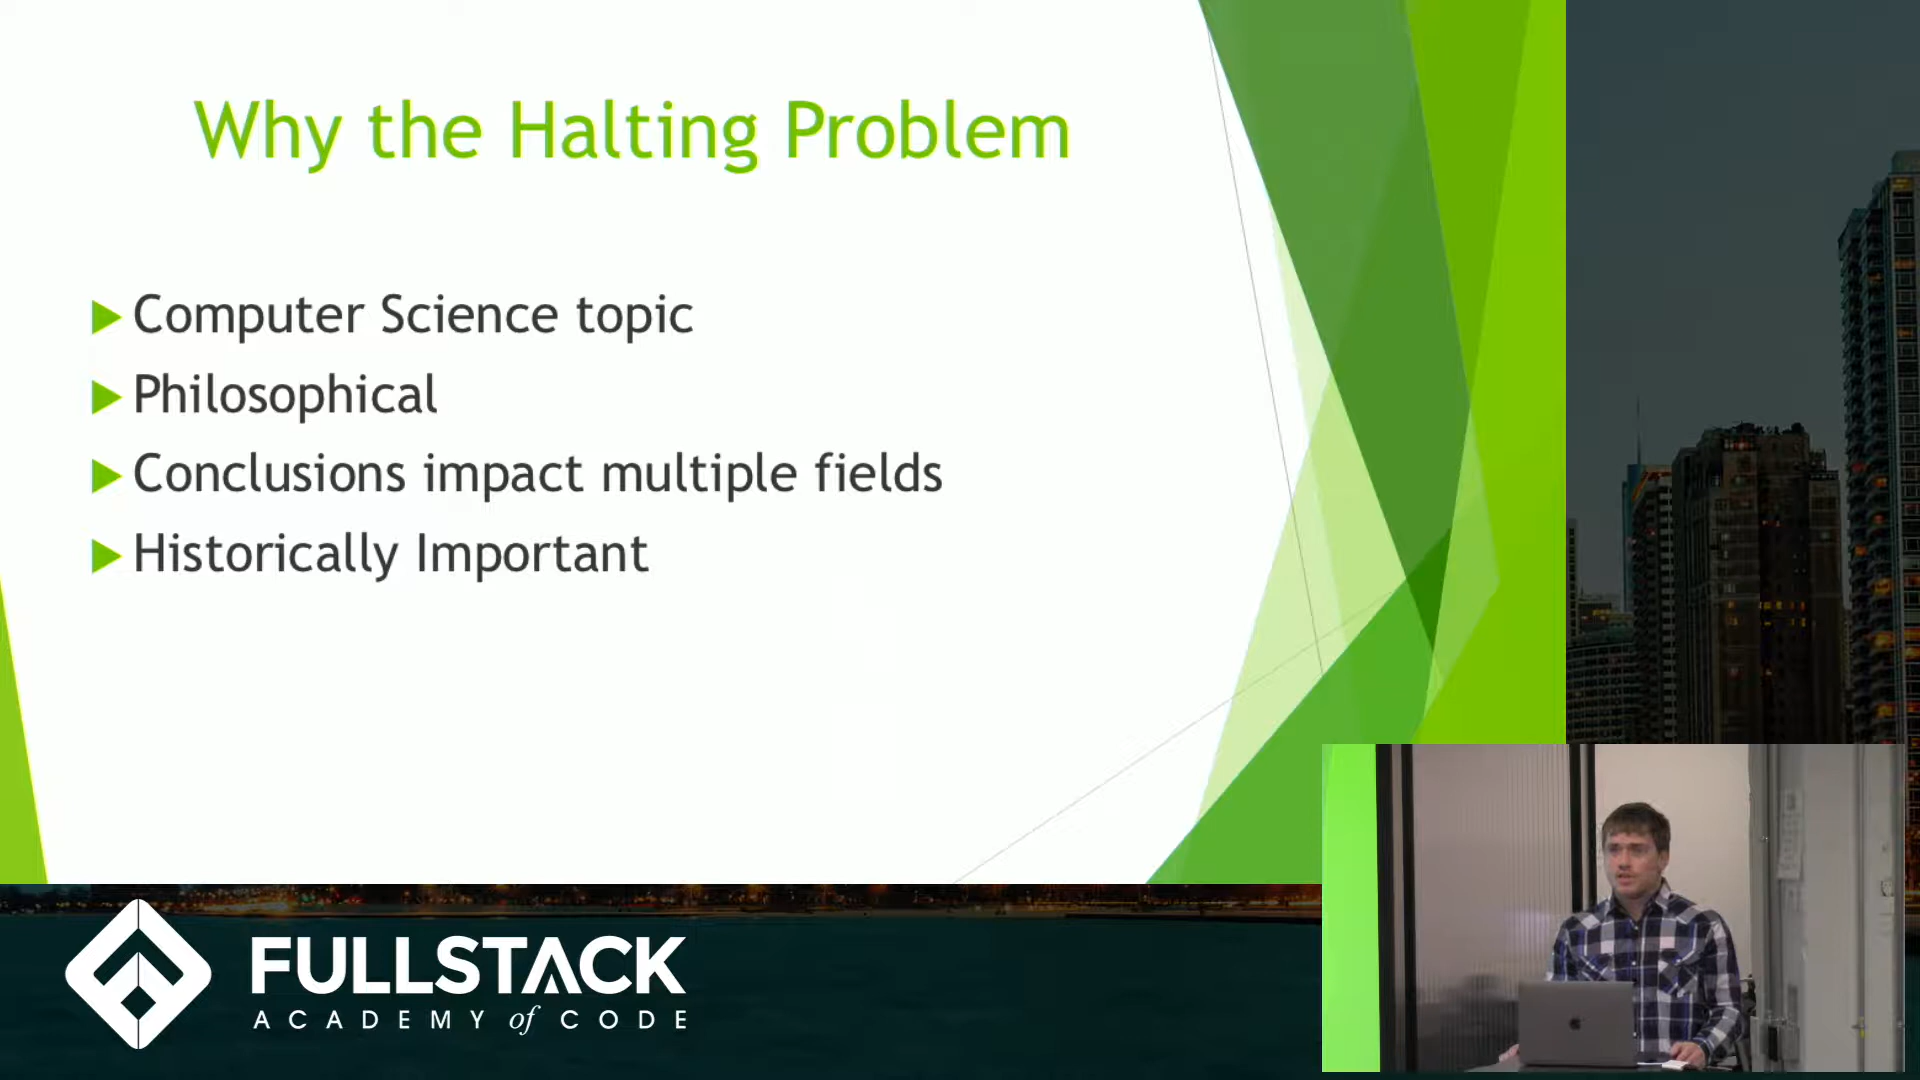 Why the Halting Problem
Computer Science topic
Philosophical
Conclusions impact multiple fields
Historically Important
FULLSTACK
ACADEMY of CODE